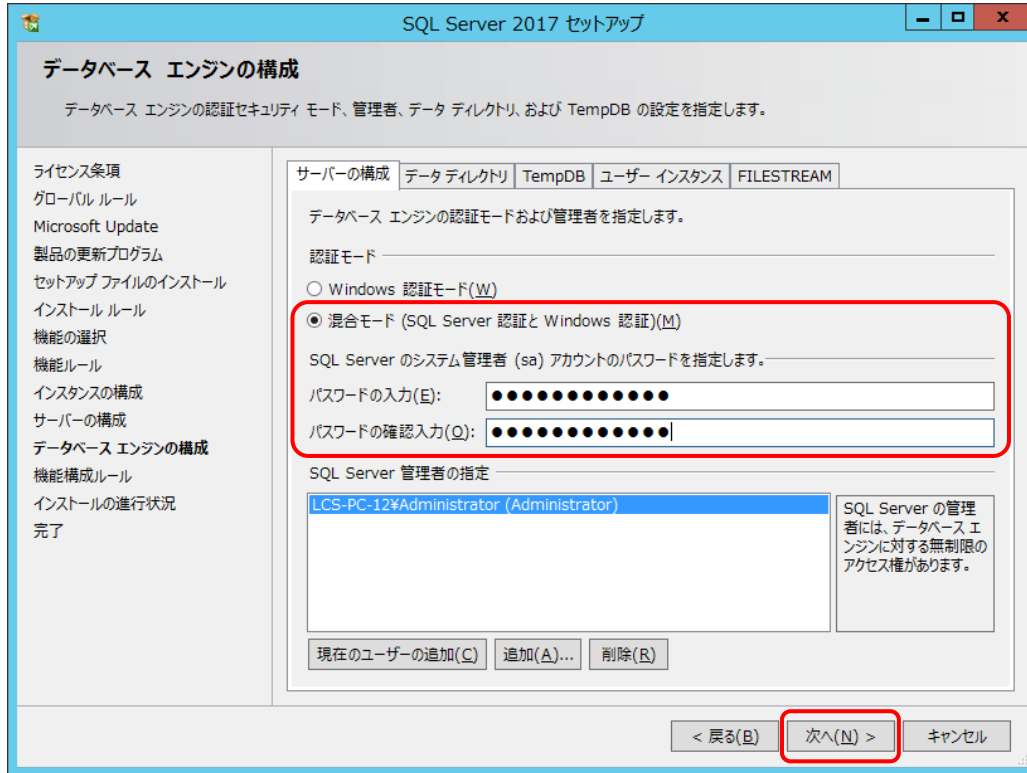 SQL Server 2017 セットアップ
データベース エンジンの構成
データベース エンジンの認証セキュリティ モード、管理者、データ ディレクトリ、および TempDB の設定を指定します。
ライセンス条項
グローバル ルール
Microsoft Update
製品の更新プログラム
セットアップ ファイルのインストール
インストール ルール
機能の選択
機能ルール
インスタンスの構成
サーバーの構成
データベース エンジンの構成
機能構成ルール
インストールの進行状況
完了
サーバーの構成 データ ディレクトリ TempDB ユーザー インスタンス FILESTREAM
データベース エンジンの認証モードおよび管理者を指定します。
認証モード
Windows 認証モード(W)
混合モード (SQL Server 認証と Windows 認証)(M)
SQL Server のシステム管理者 (sa) アカウントのパスワードを指定します。
パスワードの入力(E): ●●●●●●●●●●●●
パスワードの確認入力(O): ●●●●●●●●●●●●
SQL Server 管理者の指定
LCS-PC-12¥Administrator (Administrator)
SQL Server の管理
者には、データベース エ
ンジンに対する無制限の
アクセス権があります。
現在のユーザーの追加(C) 追加(A)... 削除(R)
< 戻る(B) 次へ(N) > キャンセル